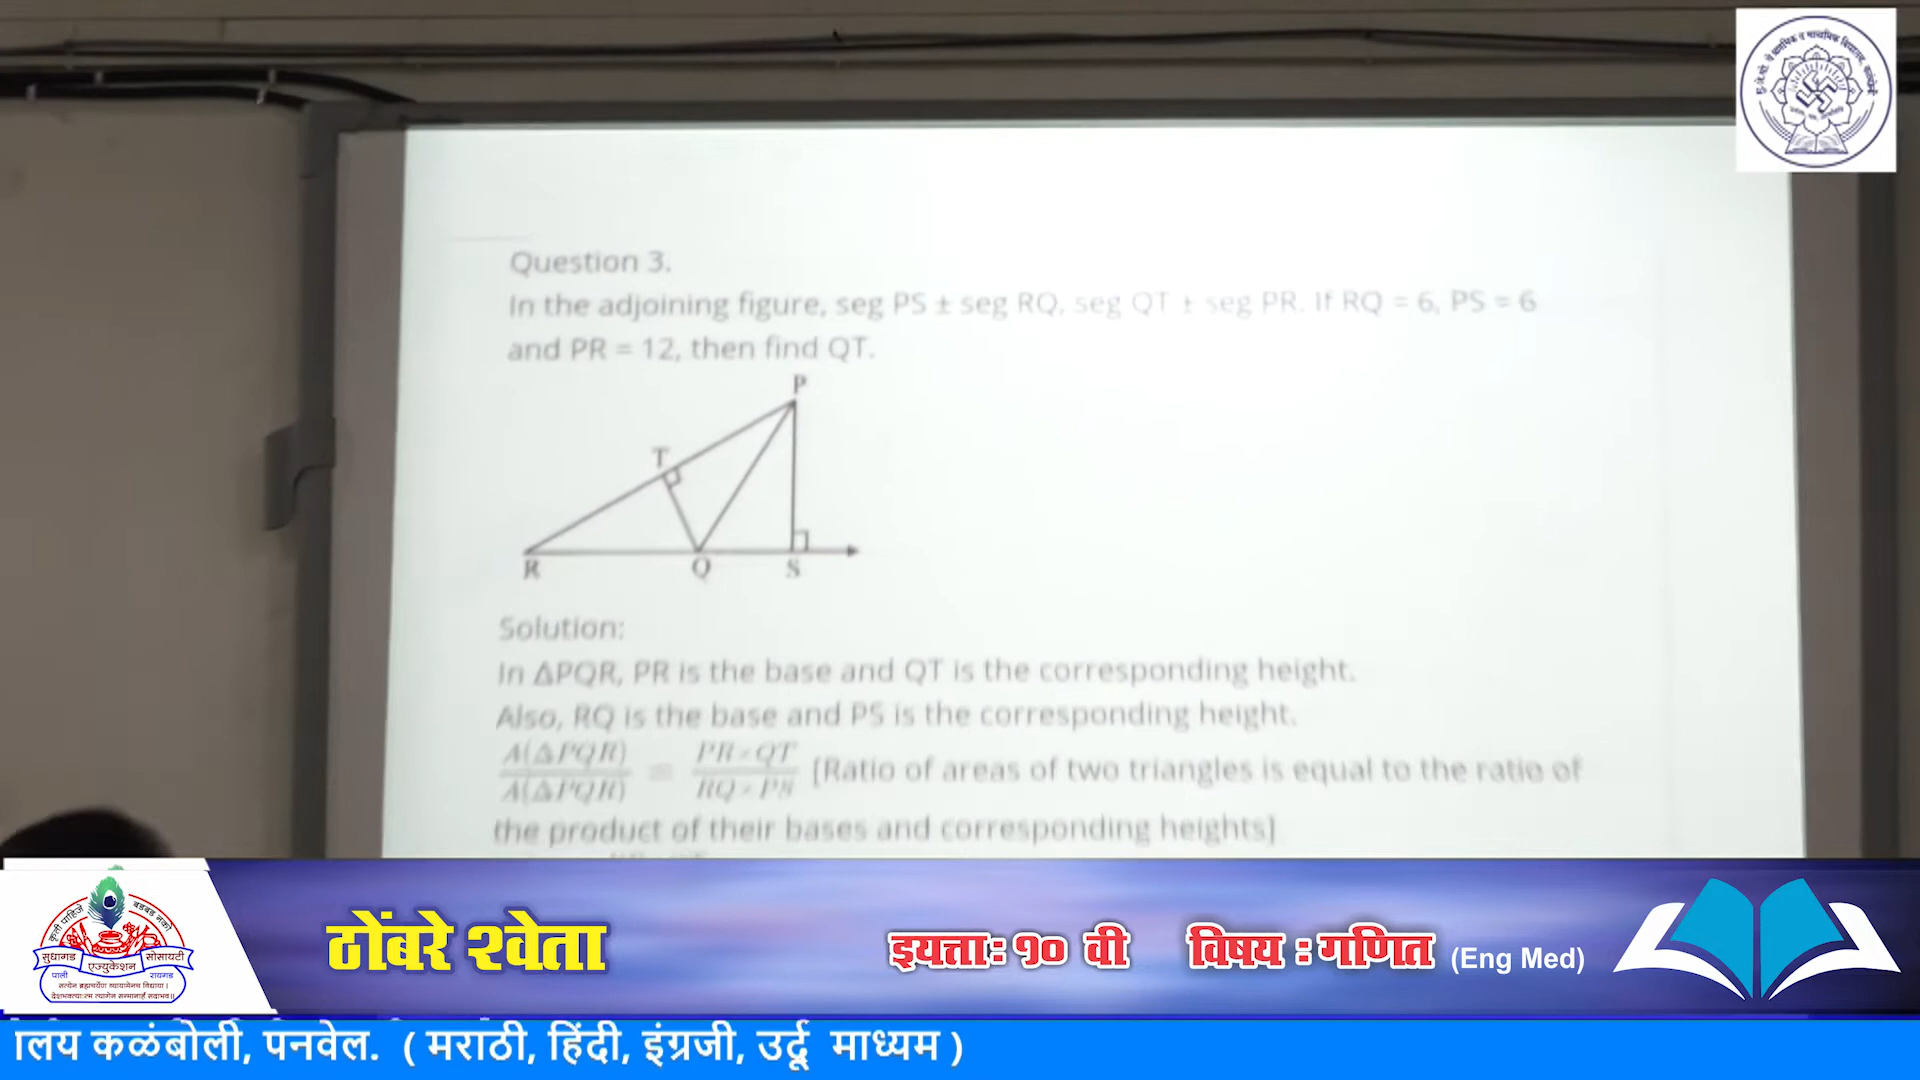 Question 3.
In the adjoining figure, seg PS ± seg RQ, seg QT ± seg PR. If RQ = 6, PS = 6
and PR = 12, then find QT.
P
T
R Q S
Solution:
In ΔPQR, PR is the base and QT is the corresponding height.
Also, RQ is the base and PS is the corresponding height.
A(ΔPQR) / A(ΔPQR) = PR×QT / RQ×PS [Ratio of areas of two triangles is equal to the ratio of
the product of their bases and corresponding heights]
कृती पाहिजे बडबड नको
सुधागड सोसायटी
एज्युकेशन
पाली रायगड
ठोंबरे श्वेता
इयत्ता: १० वी विषय : गणित (Eng Med)
ालय कळंबोली, पनवेल. ( मराठी, हिंदी, इंग्रजी, उर्दू माध्यम )